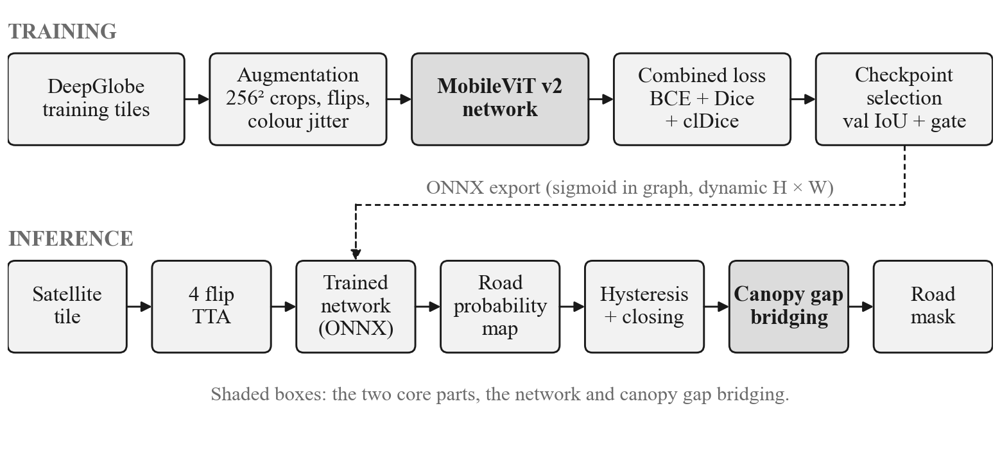 TRAINING
DeepGlobe
training tiles
Augmentation
256² crops, flips,
colour jitter
MobileViT v2
network
Combined loss
BCE + Dice
+ clDice
Checkpoint
selection
val IoU + gate
ONNX export (sigmoid in graph, dynamic H × W)
INFERENCE
Satellite
tile
4 flip
TTA
Trained
network
(ONNX)
Road
probability
map
Hysteresis
+ closing
Canopy gap
bridging
Road
mask
Shaded boxes: the two core parts, the network and canopy gap bridging.